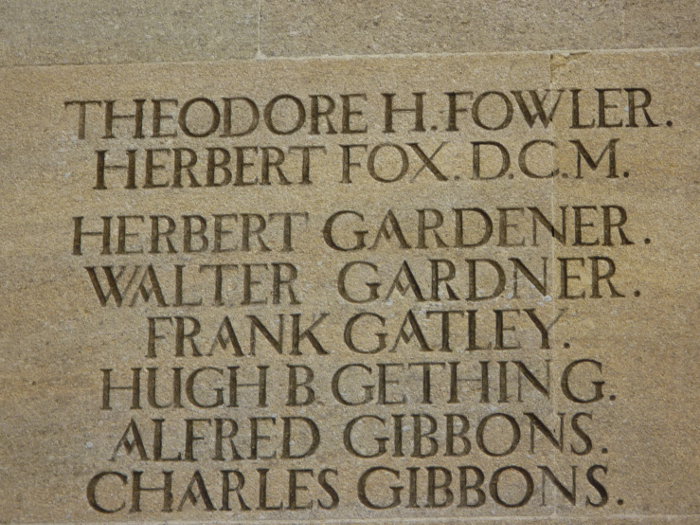 THEODORE H. FOWLER.
HERBERT FOX. D.C.M.
HERBERT GARDENER.
WALTER GARDNER.
FRANK GATLEY.
HUGH B. GETHING.
ALFRED GIBBONS.
CHARLES GIBBONS.